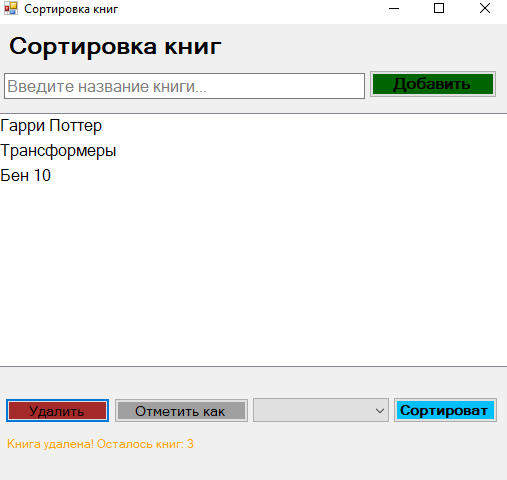 Сортировка книг
Сортировка книг
Введите название книги...
Добавить
Гарри Поттер
Трансформеры
Бен 10
Удалить
Отметить как
Сортироват
Книга удалена! Осталось книг: 3